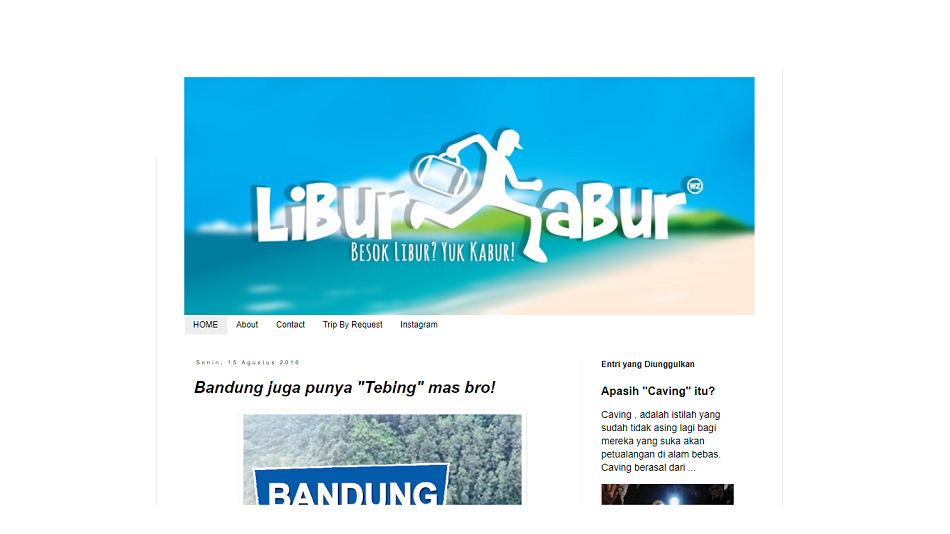 LiBUR KaBUR WZ
BESOK LIBUR? YUK KABUR!
HOME About Contact Trip By Request Instagram
Senin, 15 Agustus 2016
Bandung juga punya "Tebing" mas bro!
BANDUNG
Entri yang Diunggulkan
Apasih "Caving" itu?
Caving , adalah istilah yang
sudah tidak asing lagi bagi
mereka yang suka akan
petualangan di alam bebas.
Caving berasal dari ...